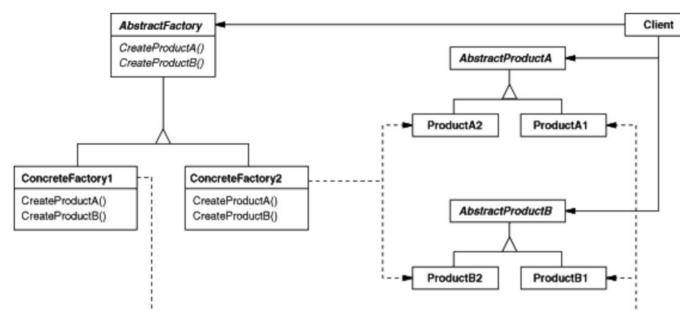 AbstractFactory
CreateProductA()
CreateProductB()
Client
AbstractProductA
ProductA2
ProductA1
ConcreteFactory1
CreateProductA()
CreateProductB()
ConcreteFactory2
CreateProductA()
CreateProductB()
AbstractProductB
ProductB2
ProductB1